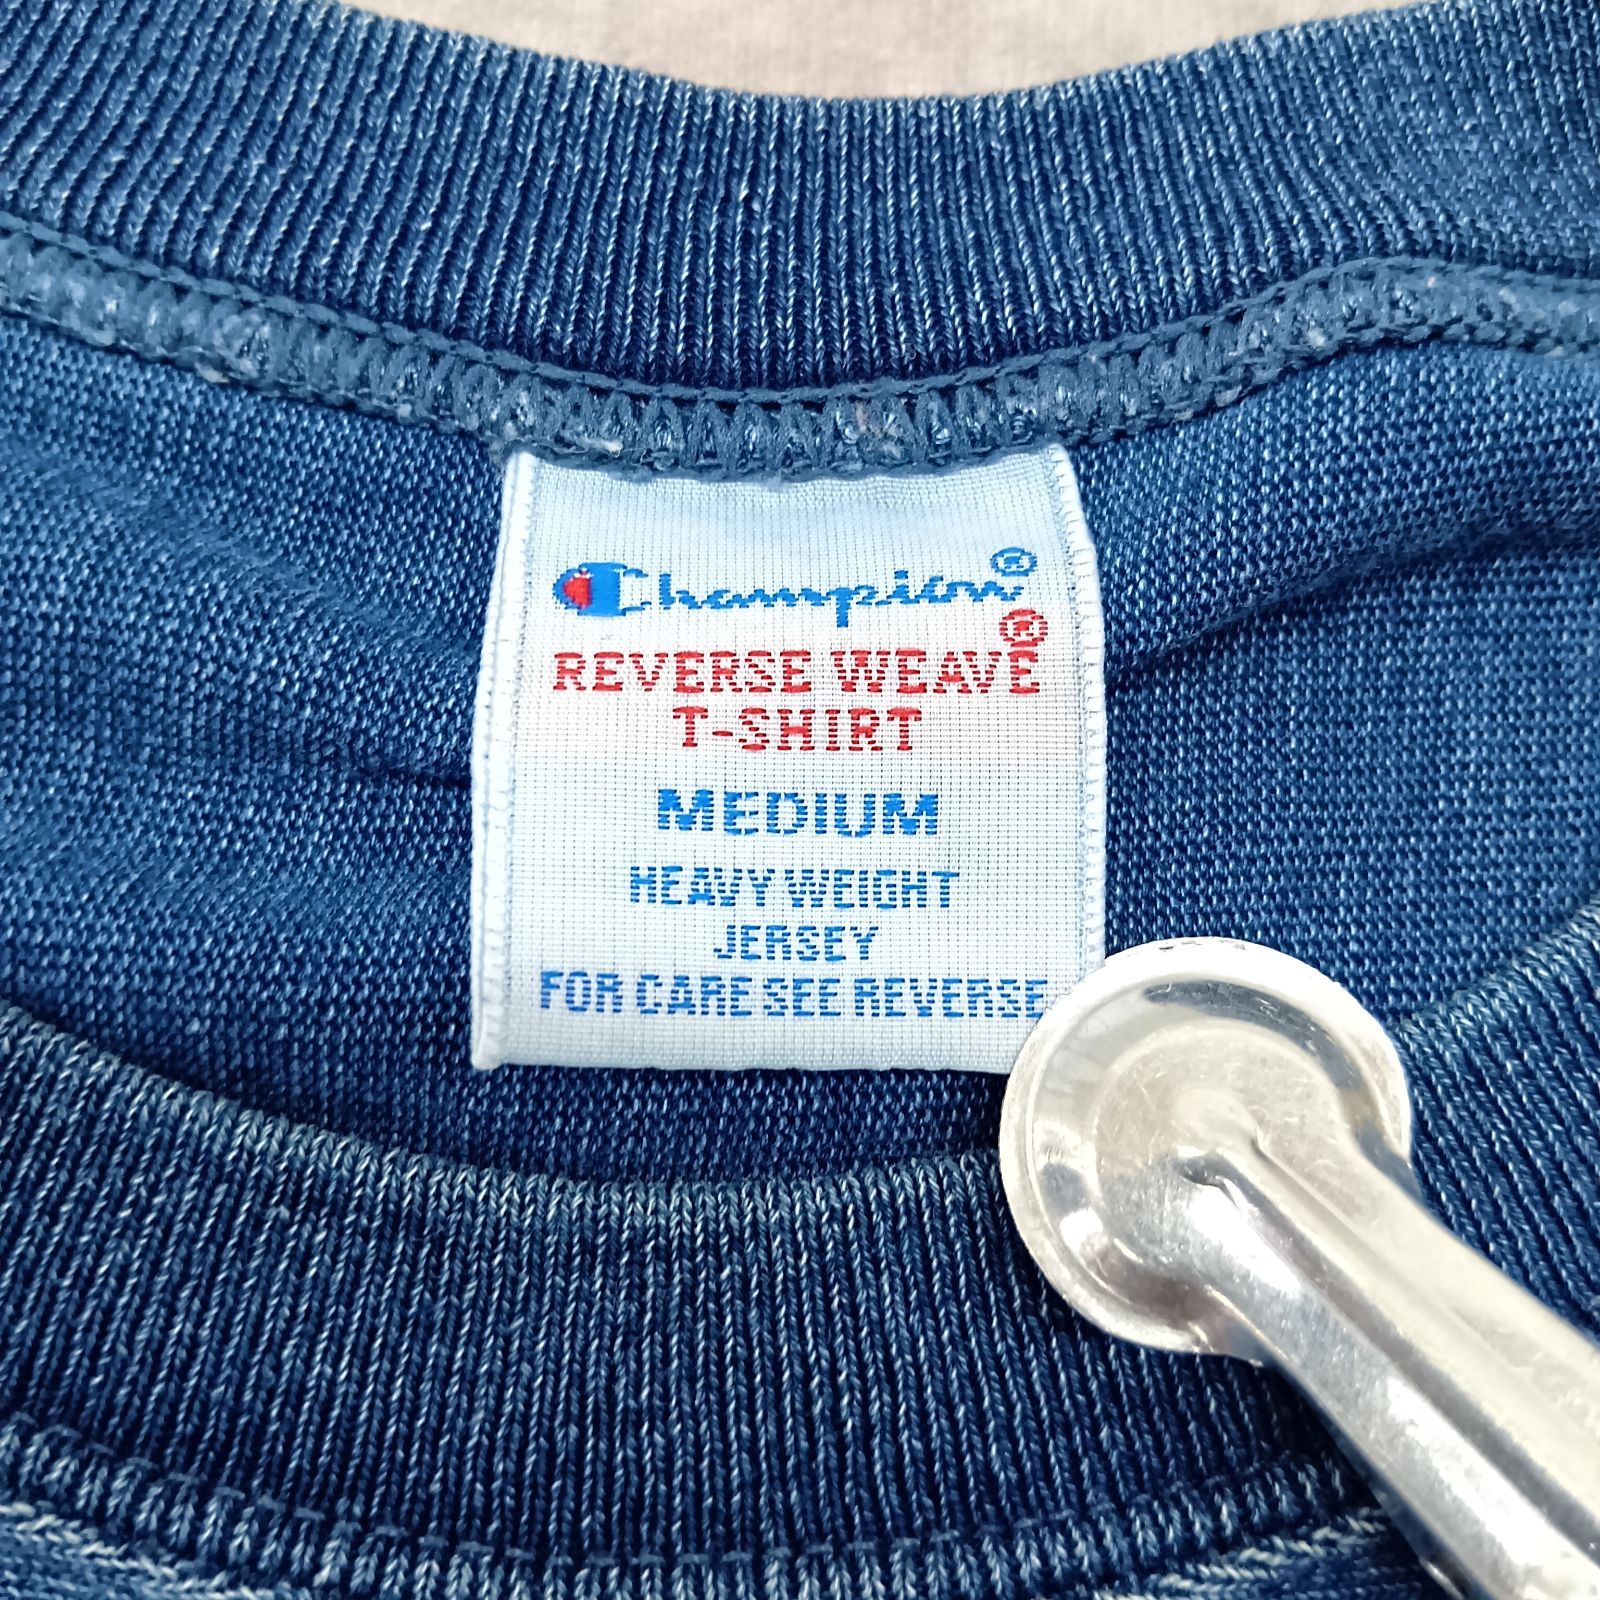 Champion®
REVERSE WEAVE®
T-SHIRT
MEDIUM
HEAVY WEIGHT
JERSEY
FOR CARE SEE REVERSE